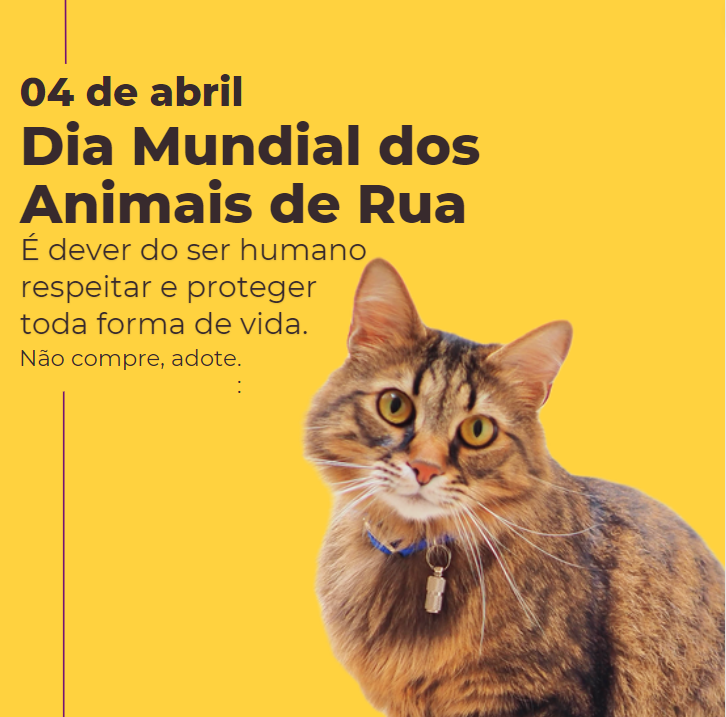 04 de abril
Dia Mundial dos
Animais de Rua
É dever do ser humano
respeitar e proteger
toda forma de vida.
Não compre, adote.
: